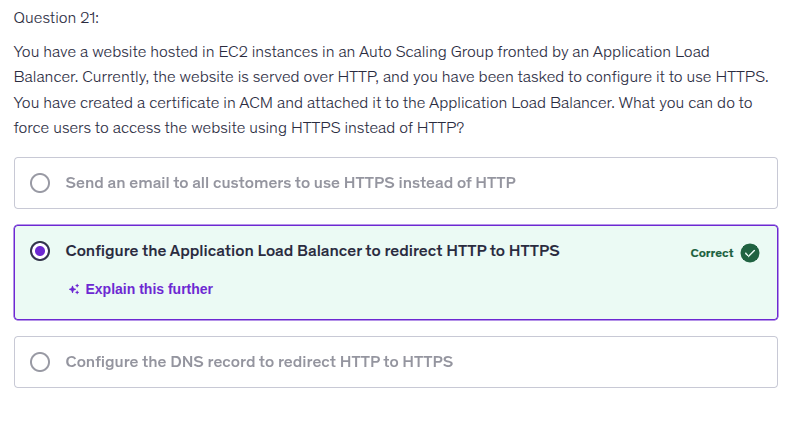 Question 21:
You have a website hosted in EC2 instances in an Auto Scaling Group fronted by an Application Load
Balancer. Currently, the website is served over HTTP, and you have been tasked to configure it to use HTTPS.
You have created a certificate in ACM and attached it to the Application Load Balancer. What you can do to
force users to access the website using HTTPS instead of HTTP?
Send an email to all customers to use HTTPS instead of HTTP
Configure the Application Load Balancer to redirect HTTP to HTTPS
Correct
Explain this further
Configure the DNS record to redirect HTTP to HTTPS